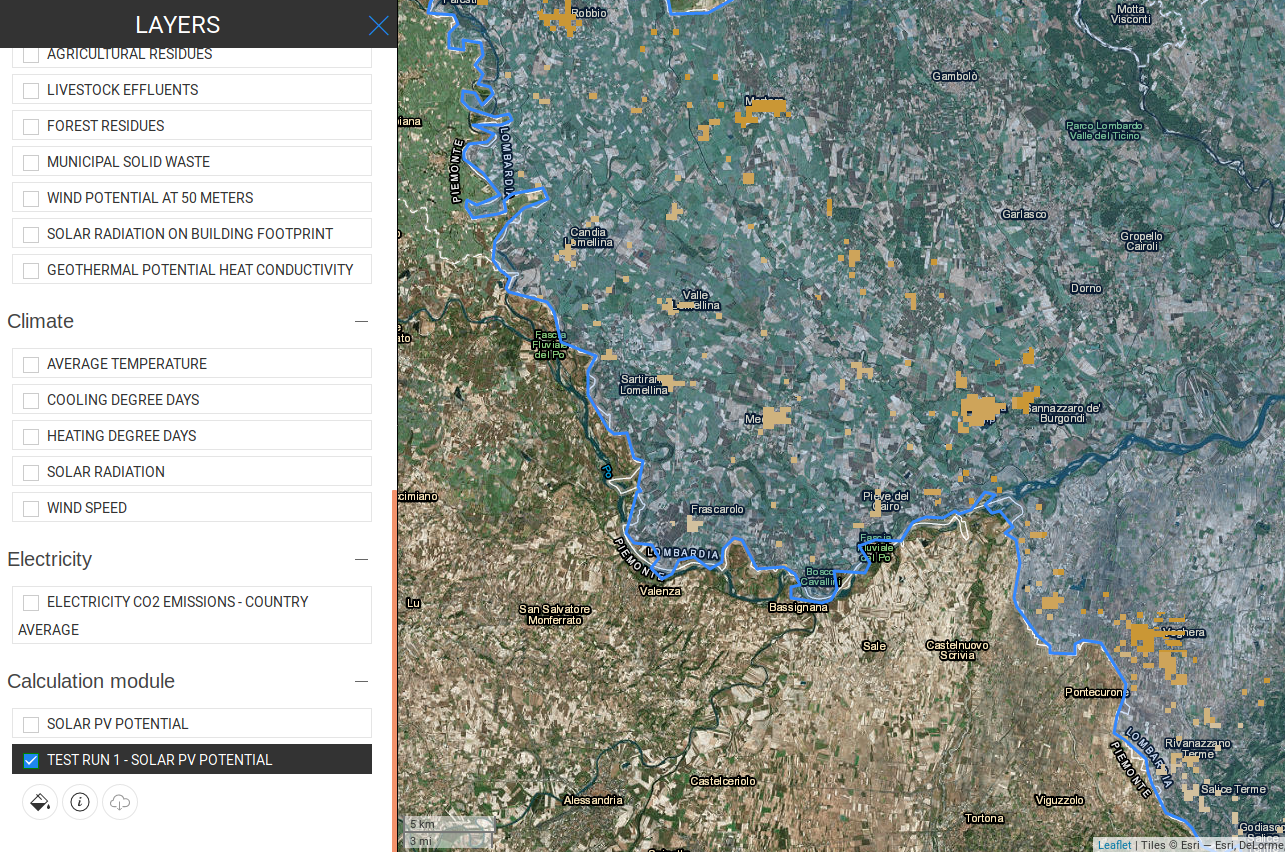 LAYERS
AGRICULTURAL RESIDUES
LIVESTOCK EFFLUENTS
FOREST RESIDUES
MUNICIPAL SOLID WASTE
WIND POTENTIAL AT 50 METERS
SOLAR RADIATION ON BUILDING FOOTPRINT
GEOTHERMAL POTENTIAL HEAT CONDUCTIVITY
Climate
AVERAGE TEMPERATURE
COOLING DEGREE DAYS
HEATING DEGREE DAYS
SOLAR RADIATION
WIND SPEED
Electricity
ELECTRICITY CO2 EMISSIONS - COUNTRY
AVERAGE
Calculation module
SOLAR PV POTENTIAL
TEST RUN 1 - SOLAR PV POTENTIAL
Robbio
Motta
Visconti
Gambolò
Parco Lombardo
Valle del Ticino
PIEMONTE
LOMBARDIA
Candia
Lomellina
Garlasco
Gropello
Cairoli
Dorno
Valle
Lomellina
Fascia
Fluviale
del Po
Sartirana
Lomellina
Sannazzaro de'
Burgondi
Po
Pieve del
Cairo
Frascarolo
LOMBARDIA
PIEMONTE
Fascia
Fluviale
del Po
Bosco
Cavallini
Valenza
Bassignana
Lu
San Salvatore
Monferrato
Sale
Castelnuovo
Scrivia
Voghera
Pontecurone
LOMBARDIA
PIEMONTE
Rivanazzano
Terme
Salice Terme
Castelceriolo
Alessandria
Viguzzolo
Tortona
5 km
3 mi
Leaflet | Tiles © Esri — Esri, DeLorme